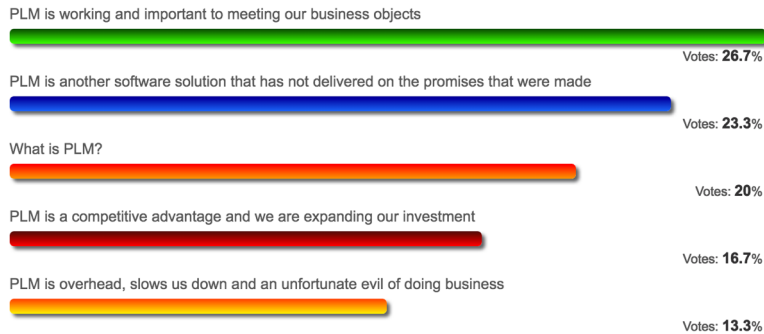 PLM is working and important to meeting our business objects
Votes: 26.7%
PLM is another software solution that has not delivered on the promises that were made
Votes: 23.3%
What is PLM?
Votes: 20%
PLM is a competitive advantage and we are expanding our investment
Votes: 16.7%
PLM is overhead, slows us down and an unfortunate evil of doing business
Votes: 13.3%